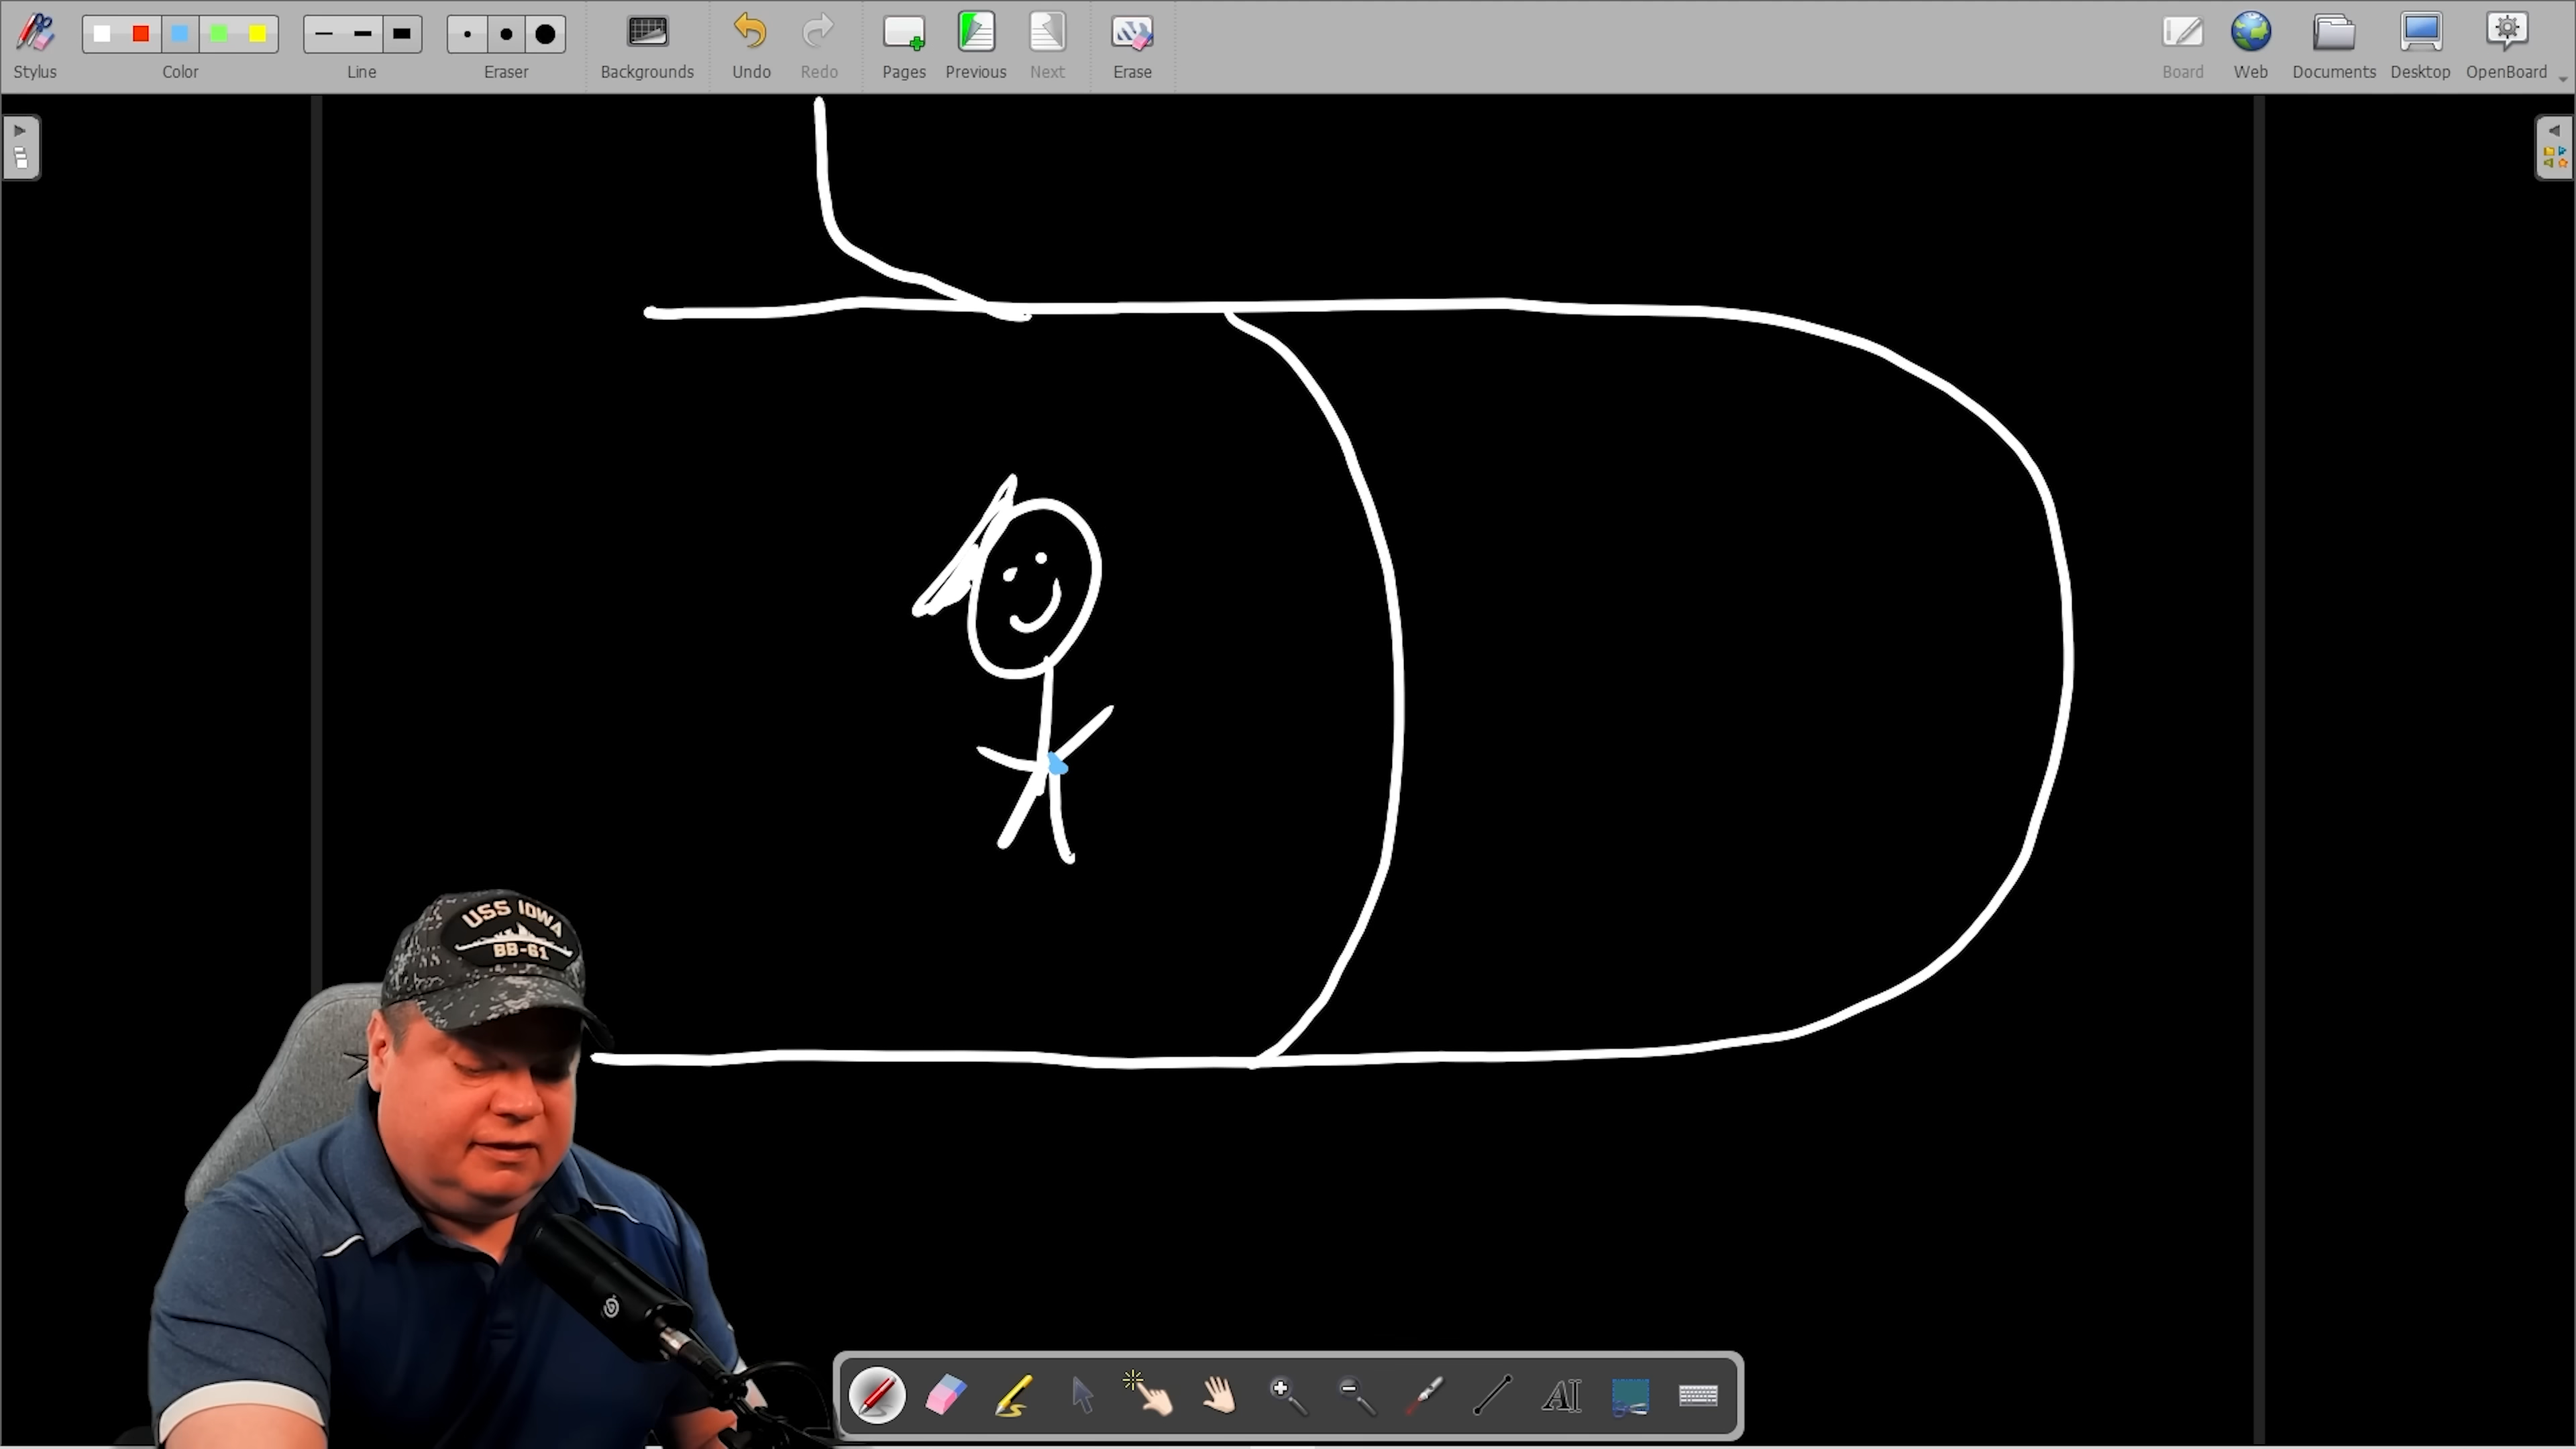 Stylus
Color
Line
Eraser
Backgrounds
Undo
Redo
Pages
Previous
Next
Erase
Board
Web
Documents
Desktop
OpenBoard
USS IOWA
BB-61
AI